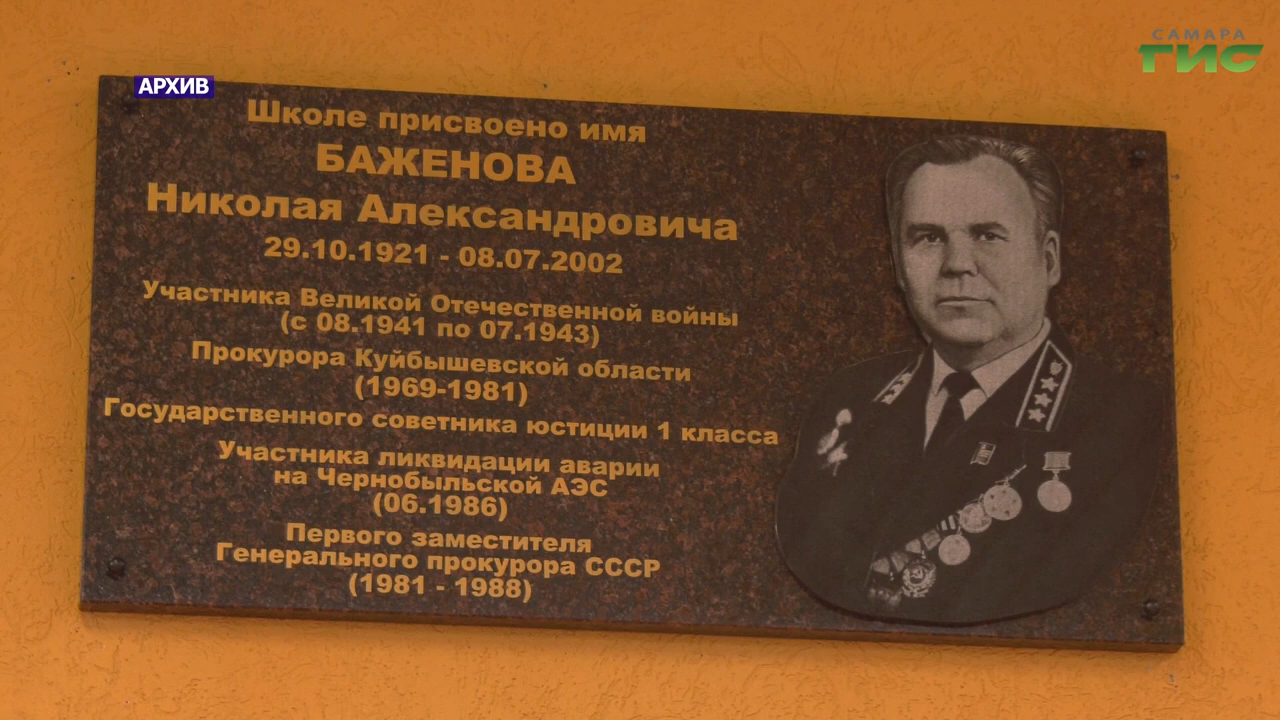 САМАРА
ГИС
АРХИВ
Школе присвоено имя
БАЖЕНОВА
Николая Александровича
29.10.1921 - 08.07.2002
Участника Великой Отечественной войны
(с 08.1941 по 07.1943)
Прокурора Куйбышевской области
(1969-1981)
Государственного советника юстиции 1 класса
Участника ликвидации аварии
на Чернобыльской АЭС
(06.1986)
Первого заместителя
Генерального прокурора СССР
(1981 - 1988)